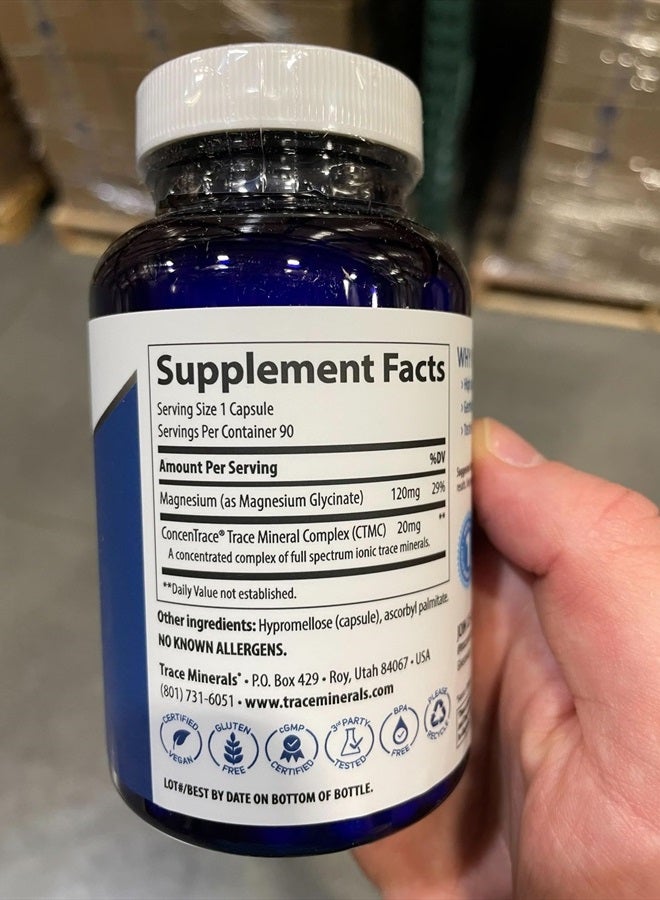 Supplement Facts
Serving Size 1 Capsule
Servings Per Container 90
Amount Per Serving %DV
Magnesium (as Magnesium Glycinate) 120mg 29%
ConcenTrace® Trace Mineral Complex (CTMC) 20mg **
A concentrated complex of full spectrum ionic trace minerals.
**Daily Value not established.
Other ingredients: Hypromellose (capsule), ascorbyl palmitate.
NO KNOWN ALLERGENS.
Trace Minerals® • P.O. Box 429 • Roy, Utah 84067 • USA
(801) 731-6051 • www.traceminerals.com
CERTIFIED VEGAN
GLUTEN FREE
cGMP CERTIFIED
3rd PARTY TESTED
BPA FREE
PLEASE RECYCLE
LOT#/BEST BY DATE ON BOTTOM OF BOTTLE.